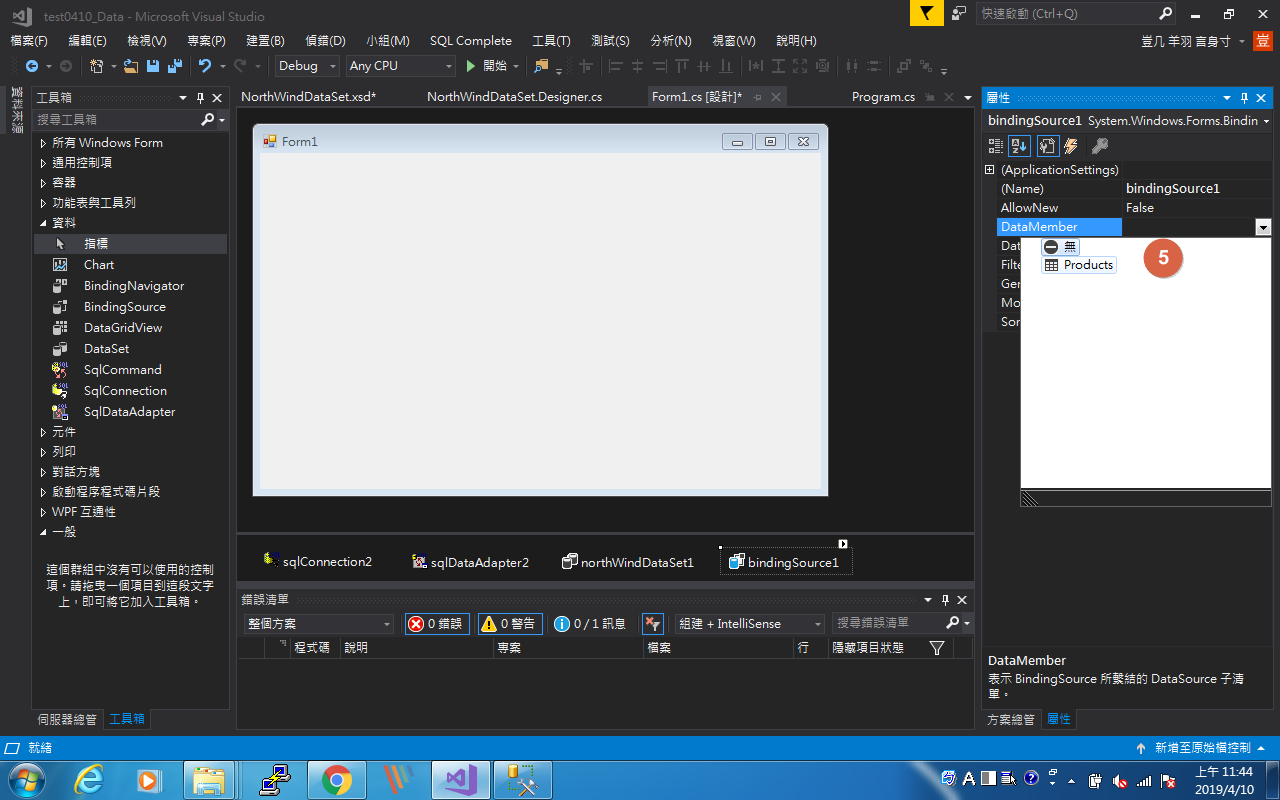 test0410_Data - Microsoft Visual Studio
快速啟動 (Ctrl+Q)
檔案(F) 編輯(E) 檢視(V) 專案(P) 建置(B) 偵錯(D) 小組(M) SQL Complete 工具(T) 測試(S) 分析(N) 視窗(W) 說明(H)
豈几 羊羽 言身寸 豈
Debug Any CPU 開始
資料來源
工具箱
搜尋工具箱
所有 Windows Form
通用控制項
容器
功能表與工具列
資料
指標
Chart
BindingNavigator
BindingSource
DataGridView
DataSet
SqlCommand
SqlConnection
SqlDataAdapter
元件
列印
對話方塊
啟動程序程式碼片段
WPF 互通性
一般
這個群組中沒有可以使用的控制
項。請拖曳一個項目到這段文字
上，即可將它加入工具箱。
伺服器總管 工具箱
NorthWindDataSet.xsd* NorthWindDataSet.Designer.cs Form1.cs [設計]* Program.cs
Form1
sqlConnection2 sqlDataAdapter2 northWindDataSet1 bindingSource1
錯誤清單
整個方案 0 錯誤 0 警告 0 / 1 訊息 組建 + IntelliSense 搜尋錯誤清單
程式碼 說明 專案 檔案 行 隱藏項目狀態
屬性
bindingSource1 System.Windows.Forms.Bindin
(ApplicationSettings)
(Name) bindingSource1
AllowNew False
DataMember
Dat 無
Filte Products
5
Ger
Mo
Sor
DataMember
表示 BindingSource 所繫結的 DataSource 子清
單。
方案總管 屬性
就緒
新增至原始檔控制
A
上午 11:44
2019/4/10